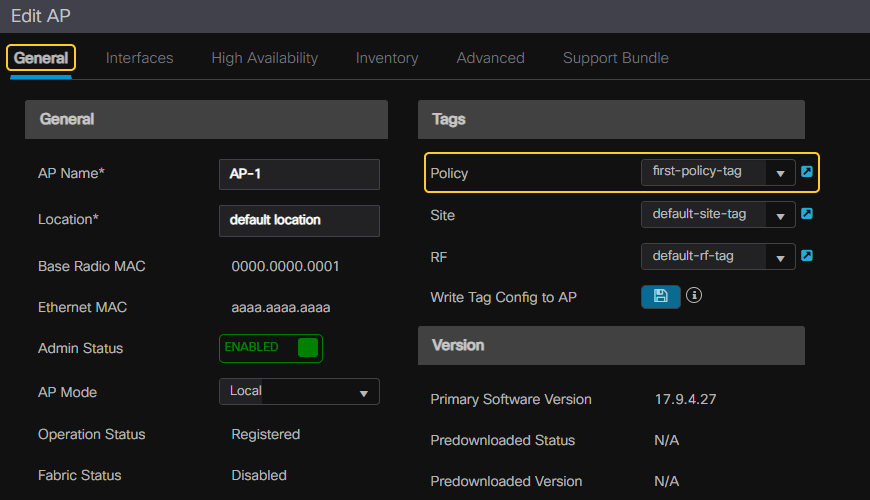 Edit AP
General Interfaces High Availability Inventory Advanced Support Bundle
General
AP Name* AP-1
Location* default location
Base Radio MAC 0000.0000.0001
Ethernet MAC aaaa.aaaa.aaaa
Admin Status ENABLED
AP Mode Local
Operation Status Registered
Fabric Status Disabled
Tags
Policy first-policy-tag
Site default-site-tag
RF default-rf-tag
Write Tag Config to AP
Version
Primary Software Version 17.9.4.27
Predownloaded Status N/A
Predownloaded Version N/A